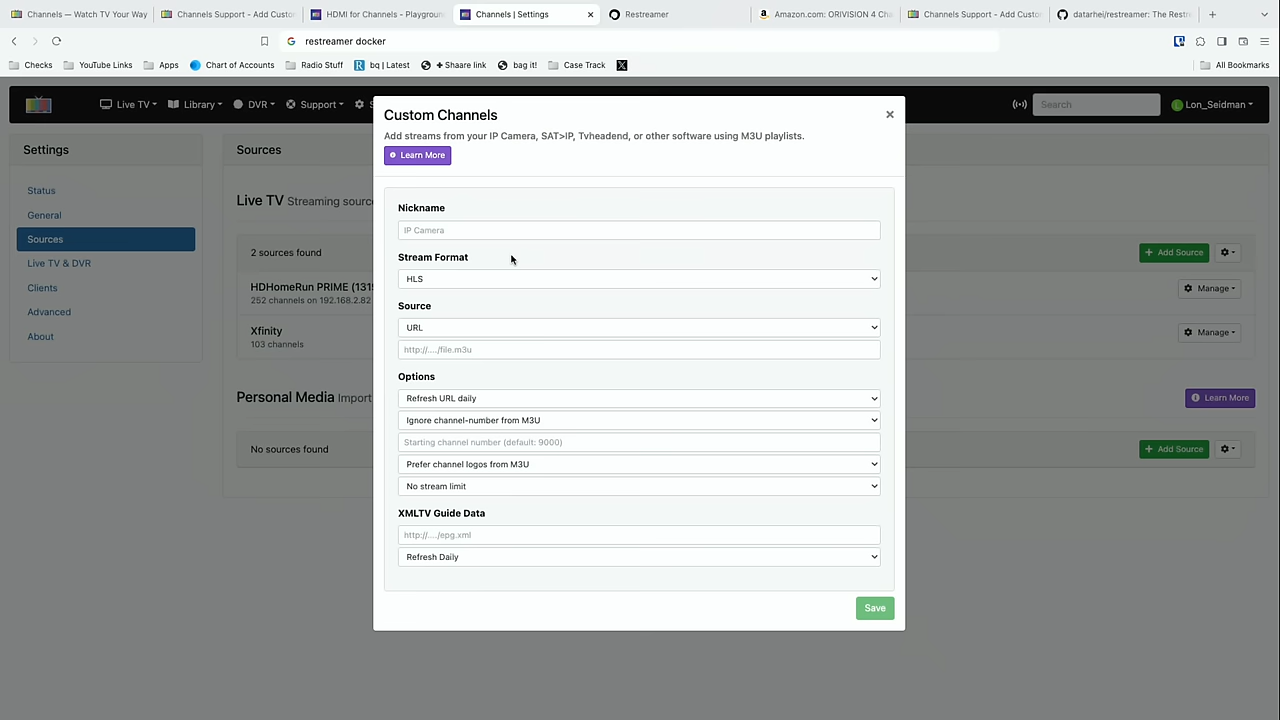 Channels — Watch TV Your Way
Channels Support - Add Custo
HDMI for Channels - Playgroun
Channels | Settings
Restreamer
Amazon.com: ORIVISION 4 Cha
Channels Support - Add Custo
datarhei/restreamer: The Restre
restreamer docker
Checks
YouTube Links
Apps
Chart of Accounts
Radio Stuff
bq | Latest
+ Shaare link
bag it!
Case Track
All Bookmarks
Live TV
Library
DVR
Support
Search
Lon_Seidman
Settings
Status
General
Sources
Live TV & DVR
Clients
Advanced
About
Sources
Live TV Streaming sourc
2 sources found
+ Add Source
HDHomeRun PRIME (131
252 channels on 192.168.2.82
Manage
Xfinity
103 channels
Manage
Personal Media Import
Learn More
No sources found
+ Add Source
Custom Channels
×
Add streams from your IP Camera, SAT>IP, Tvheadend, or other software using M3U playlists.
Learn More
Nickname
IP Camera
Stream Format
HLS
Source
URL
http://..../file.m3u
Options
Refresh URL daily
Ignore channel-number from M3U
Starting channel number (default: 9000)
Prefer channel logos from M3U
No stream limit
XMLTV Guide Data
http://..../epg.xml
Refresh Daily
Save